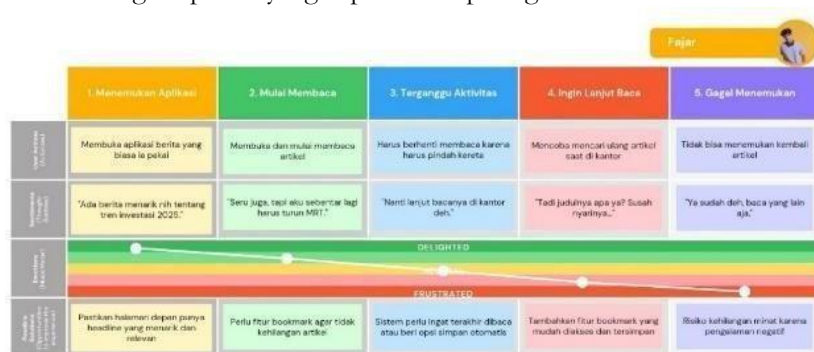 Fajar
1. Menemukan Aplikasi
2. Mulai Membaca
3. Terganggu Aktivitas
4. Ingin Lanjut Baca
5. Gagal Menemukan
Membuka aplikasi berita yang
biasa ia pakai
Membuka dan mulai membaca
artikel
Harus berhenti membaca karena
harus pindah kereta
Mencoba mencari ulang artikel
saat di kantor
Tidak bisa menemukan kembali
artikel
"Ada berita menarik nih tentang
tren investasi 2025."
"Seru juga, tapi aku sebentar lagi
harus turun MRT."
"Nanti lanjut bacanya di kantor
deh."
"Tadi judulnya apa ya? Susah
nyarinya..."
"Ya sudah deh, baca yang lain
aja."
DELIGHTED
FRUSTRATED
Pastikan halaman depan punya
headline yang menarik dan
relevan
Perlu fitur bookmark agar tidak
kehilangan artikel
Sistem perlu ingat terakhir dibaca
atau beri opsi simpan otomatis
Tambahkan fitur bookmark yang
mudah diakses dan tersimpan
Risiko kehilangan minat karena
pengalaman negatif